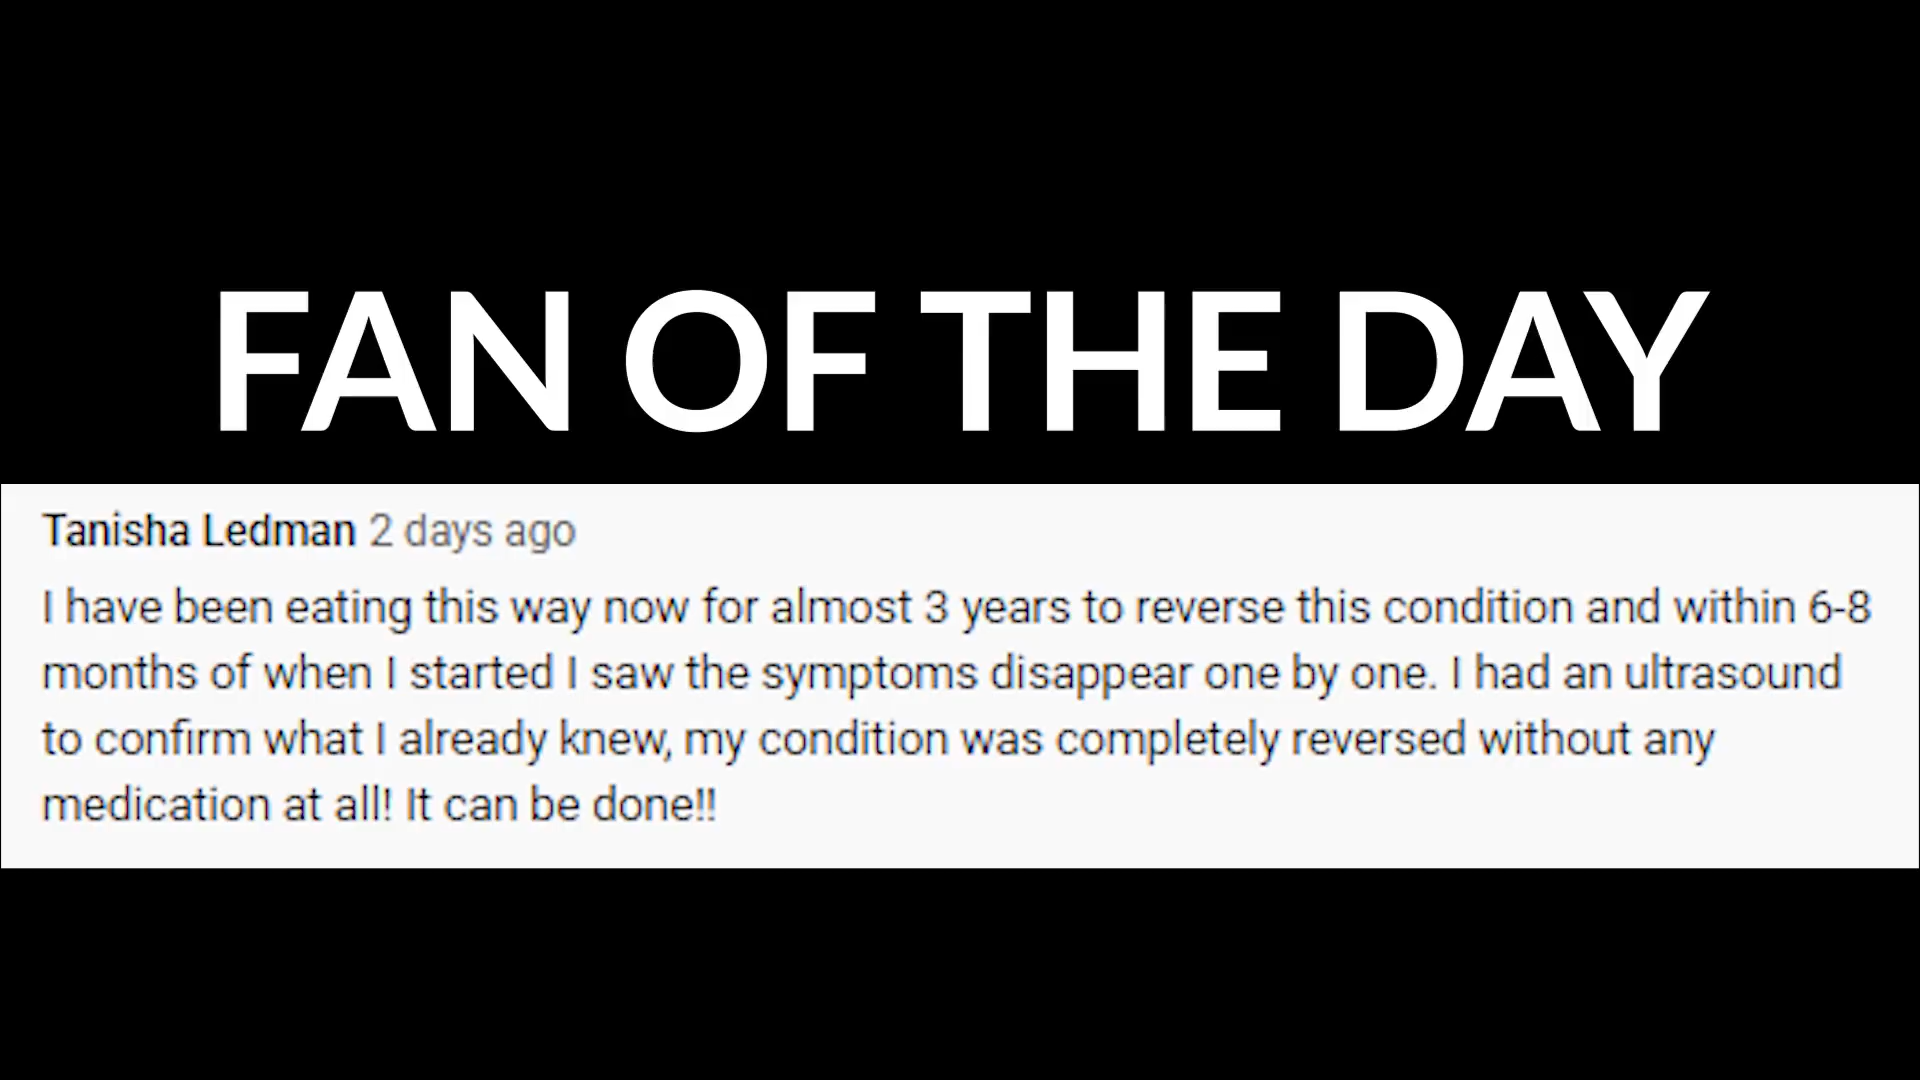 FAN OF THE DAY
Tanisha Ledman 2 days ago
I have been eating this way now for almost 3 years to reverse this condition and within 6-8
months of when I started I saw the symptoms disappear one by one. I had an ultrasound
to confirm what I already knew, my condition was completely reversed without any
medication at all! It can be done!!